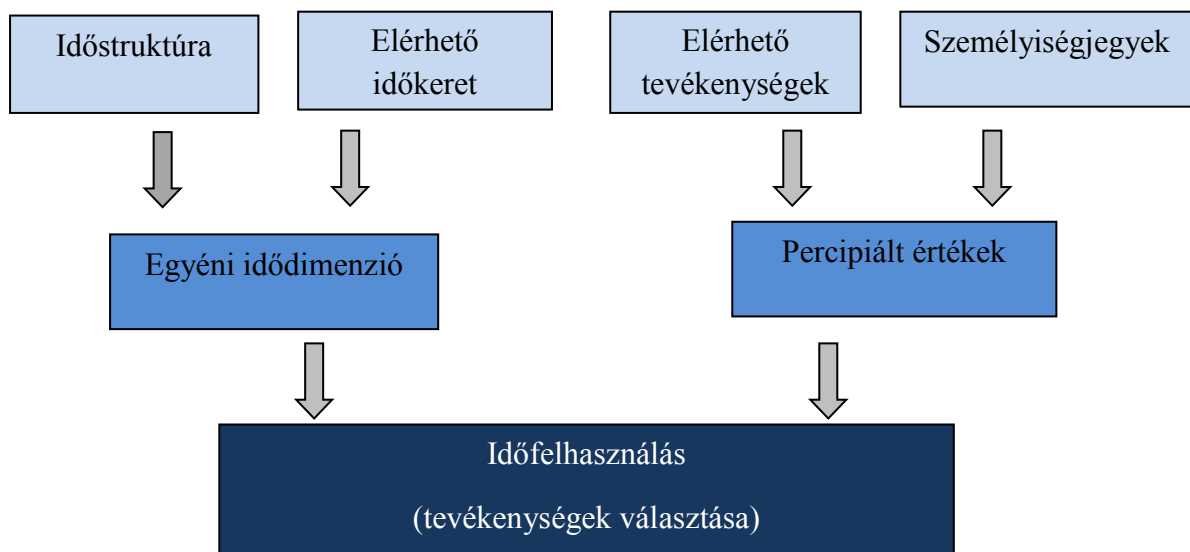 Időstruktúra
Elérhető
időkeret
Elérhető
tevékenységek
Személyiségjegyek
Egyéni idődimenzió
Percipiált értékek
Időfelhasználás
(tevékenységek választása)